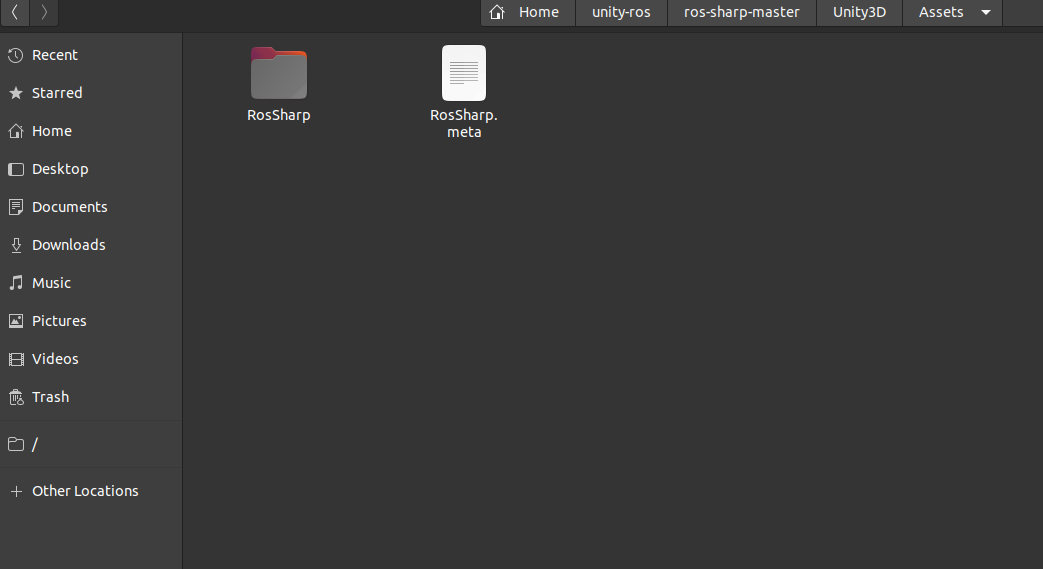 Home unity-ros ros-sharp-master Unity3D Assets
Recent
Starred
Home
Desktop
Documents
Downloads
Music
Pictures
Videos
Trash
/
Other Locations
RosSharp
RosSharp.
meta